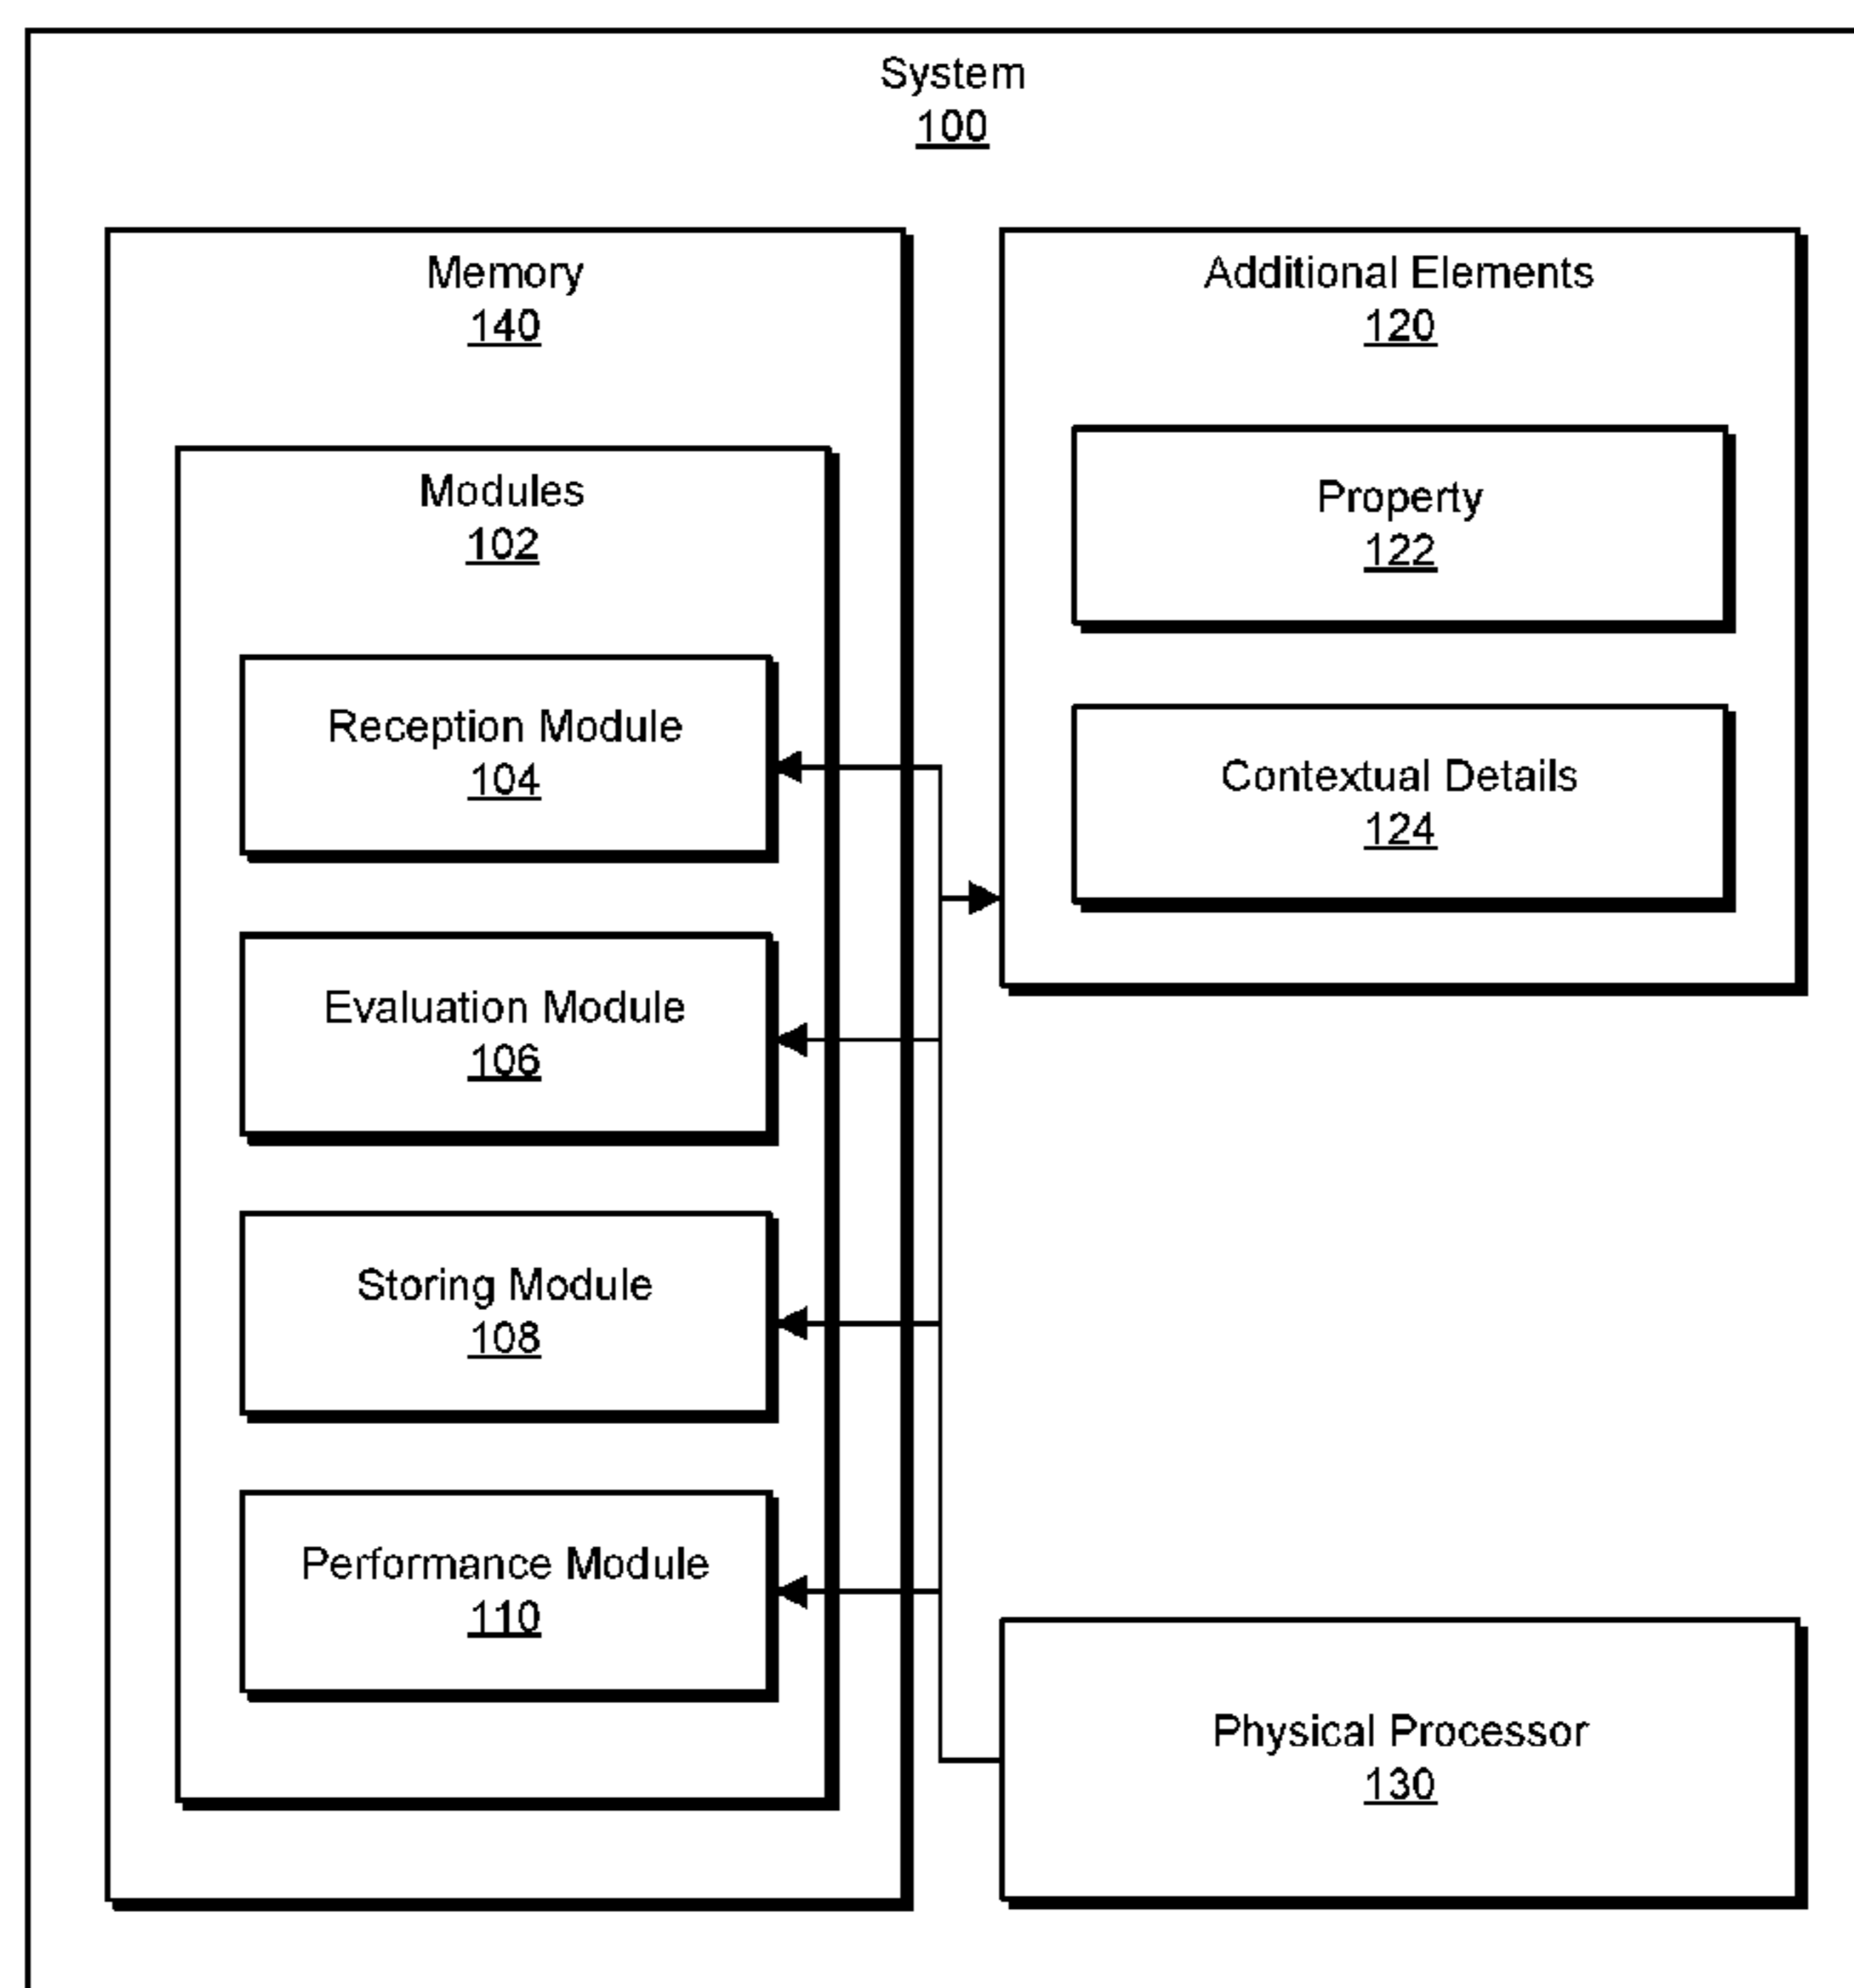 System
100
Memory
140
Modules
102
Reception Module
104
Evaluation Module
106
Storing Module
108
Performance Module
110
Additional Elements
120
Property
122
Contextual Details
124
Physical Processor
130